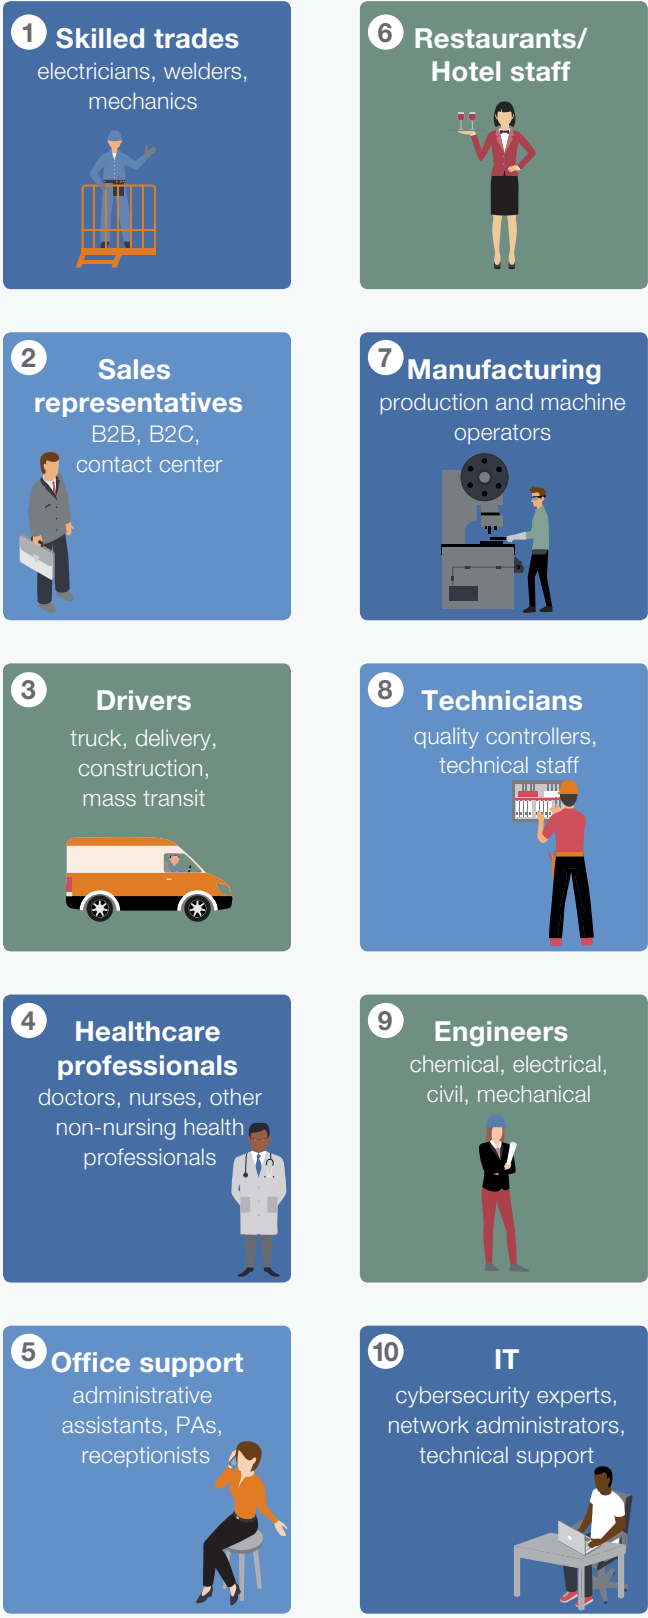 1
Skilled trades
electricians, welders,
mechanics
2
Sales
representatives
B2B, B2C,
contact center
3
Drivers
truck, delivery,
construction,
mass transit
4
Healthcare
professionals
doctors, nurses, other
non-nursing health
professionals
5
Office support
administrative
assistants, PAs,
receptionists
6
Restaurants/
Hotel staff
7
Manufacturing
production and machine
operators
8
Technicians
quality controllers,
technical staff
9
Engineers
chemical, electrical,
civil, mechanical
10
IT
cybersecurity experts,
network administrators,
technical support